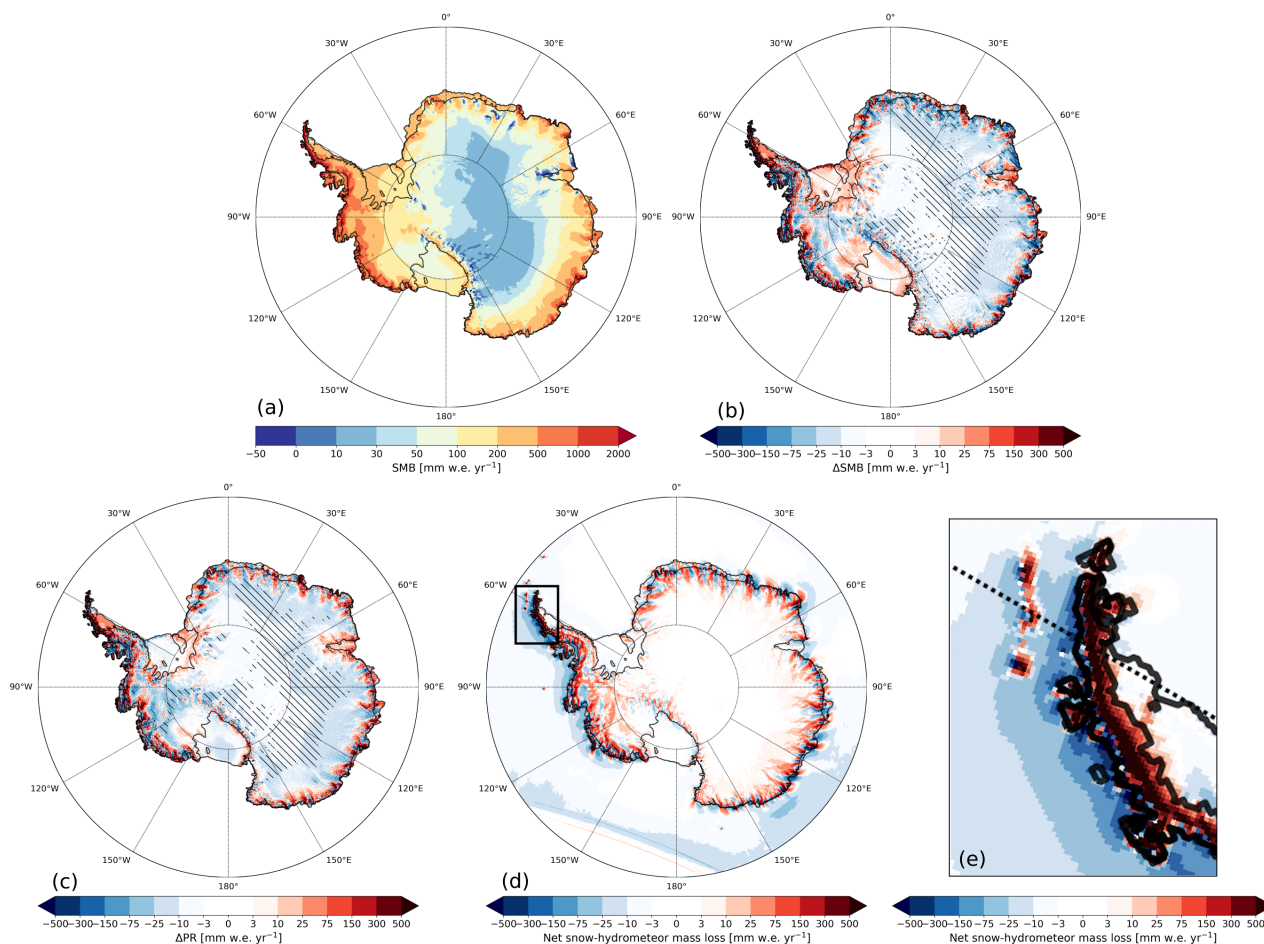 0°
30°W
30°E
60°W
60°E
90°W
90°E
120°W
120°E
150°W
150°E
180°
(a)
−50 0 10 30 50 100 200 500 1000 2000
SMB [mm w.e. yr⁻¹]
0°
30°W
30°E
60°W
60°E
90°W
90°E
120°W
120°E
150°W
150°E
180°
(b)
−500−300−150 −75 −25 −10 −3 0 3 10 25 75 150 300 500
ΔSMB [mm w.e. yr⁻¹]
0°
30°W
30°E
60°W
60°E
90°W
90°E
120°W
120°E
150°W
150°E
180°
(c)
−500−300−150 −75 −25 −10 −3 0 3 10 25 75 150 300 500
ΔPR [mm w.e. yr⁻¹]
0°
30°W
30°E
60°W
60°E
90°W
90°E
120°W
120°E
150°W
150°E
180°
(d)
−500−300−150 −75 −25 −10 −3 0 3 10 25 75 150 300 500
Net snow-hydrometeor mass loss [mm w.e. yr⁻¹]
(e)
−500−300−150 −75 −25 −10 −3 0 3 10 25 75 150 300 500
Net snow-hydrometeor mass loss [mm w.e. yr⁻¹]